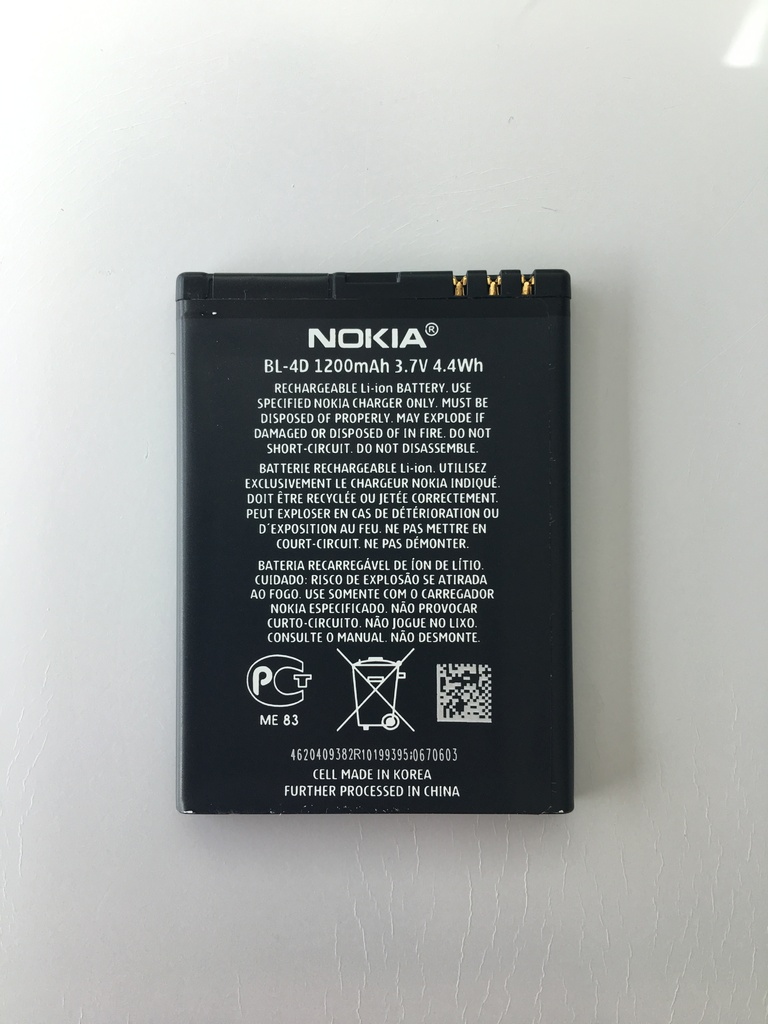 NOKIA®
BL-4D 1200mAh 3.7V 4.4Wh
RECHARGEABLE Li-ion BATTERY. USE
SPECIFIED NOKIA CHARGER ONLY. MUST BE
DISPOSED OF PROPERLY. MAY EXPLODE IF
DAMAGED OR DISPOSED OF IN FIRE. DO NOT
SHORT-CIRCUIT. DO NOT DISASSEMBLE.
BATTERIE RECHARGEABLE Li-ion. UTILISEZ
EXCLUSIVEMENT LE CHARGEUR NOKIA INDIQUÉ.
DOIT ÊTRE RECYCLÉE OU JETÉE CORRECTEMENT.
PEUT EXPLOSER EN CAS DE DÉTÉRIORATION OU
D´EXPOSITION AU FEU. NE PAS METTRE EN
COURT-CIRCUIT. NE PAS DÉMONTER.
BATERIA RECARREGÁVEL DE ÍON DE LÍTIO.
CUIDADO: RISCO DE EXPLOSÃO SE ATIRADA
AO FOGO. USE SOMENTE COM O CARREGADOR
NOKIA ESPECIFICADO. NÃO PROVOCAR
CURTO-CIRCUITO. NÃO JOGUE NO LIXO.
CONSULTE O MANUAL. NÃO DESMONTE.
РСТ
ME 83
4620409382R10199395;0670603
CELL MADE IN KOREA
FURTHER PROCESSED IN CHINA